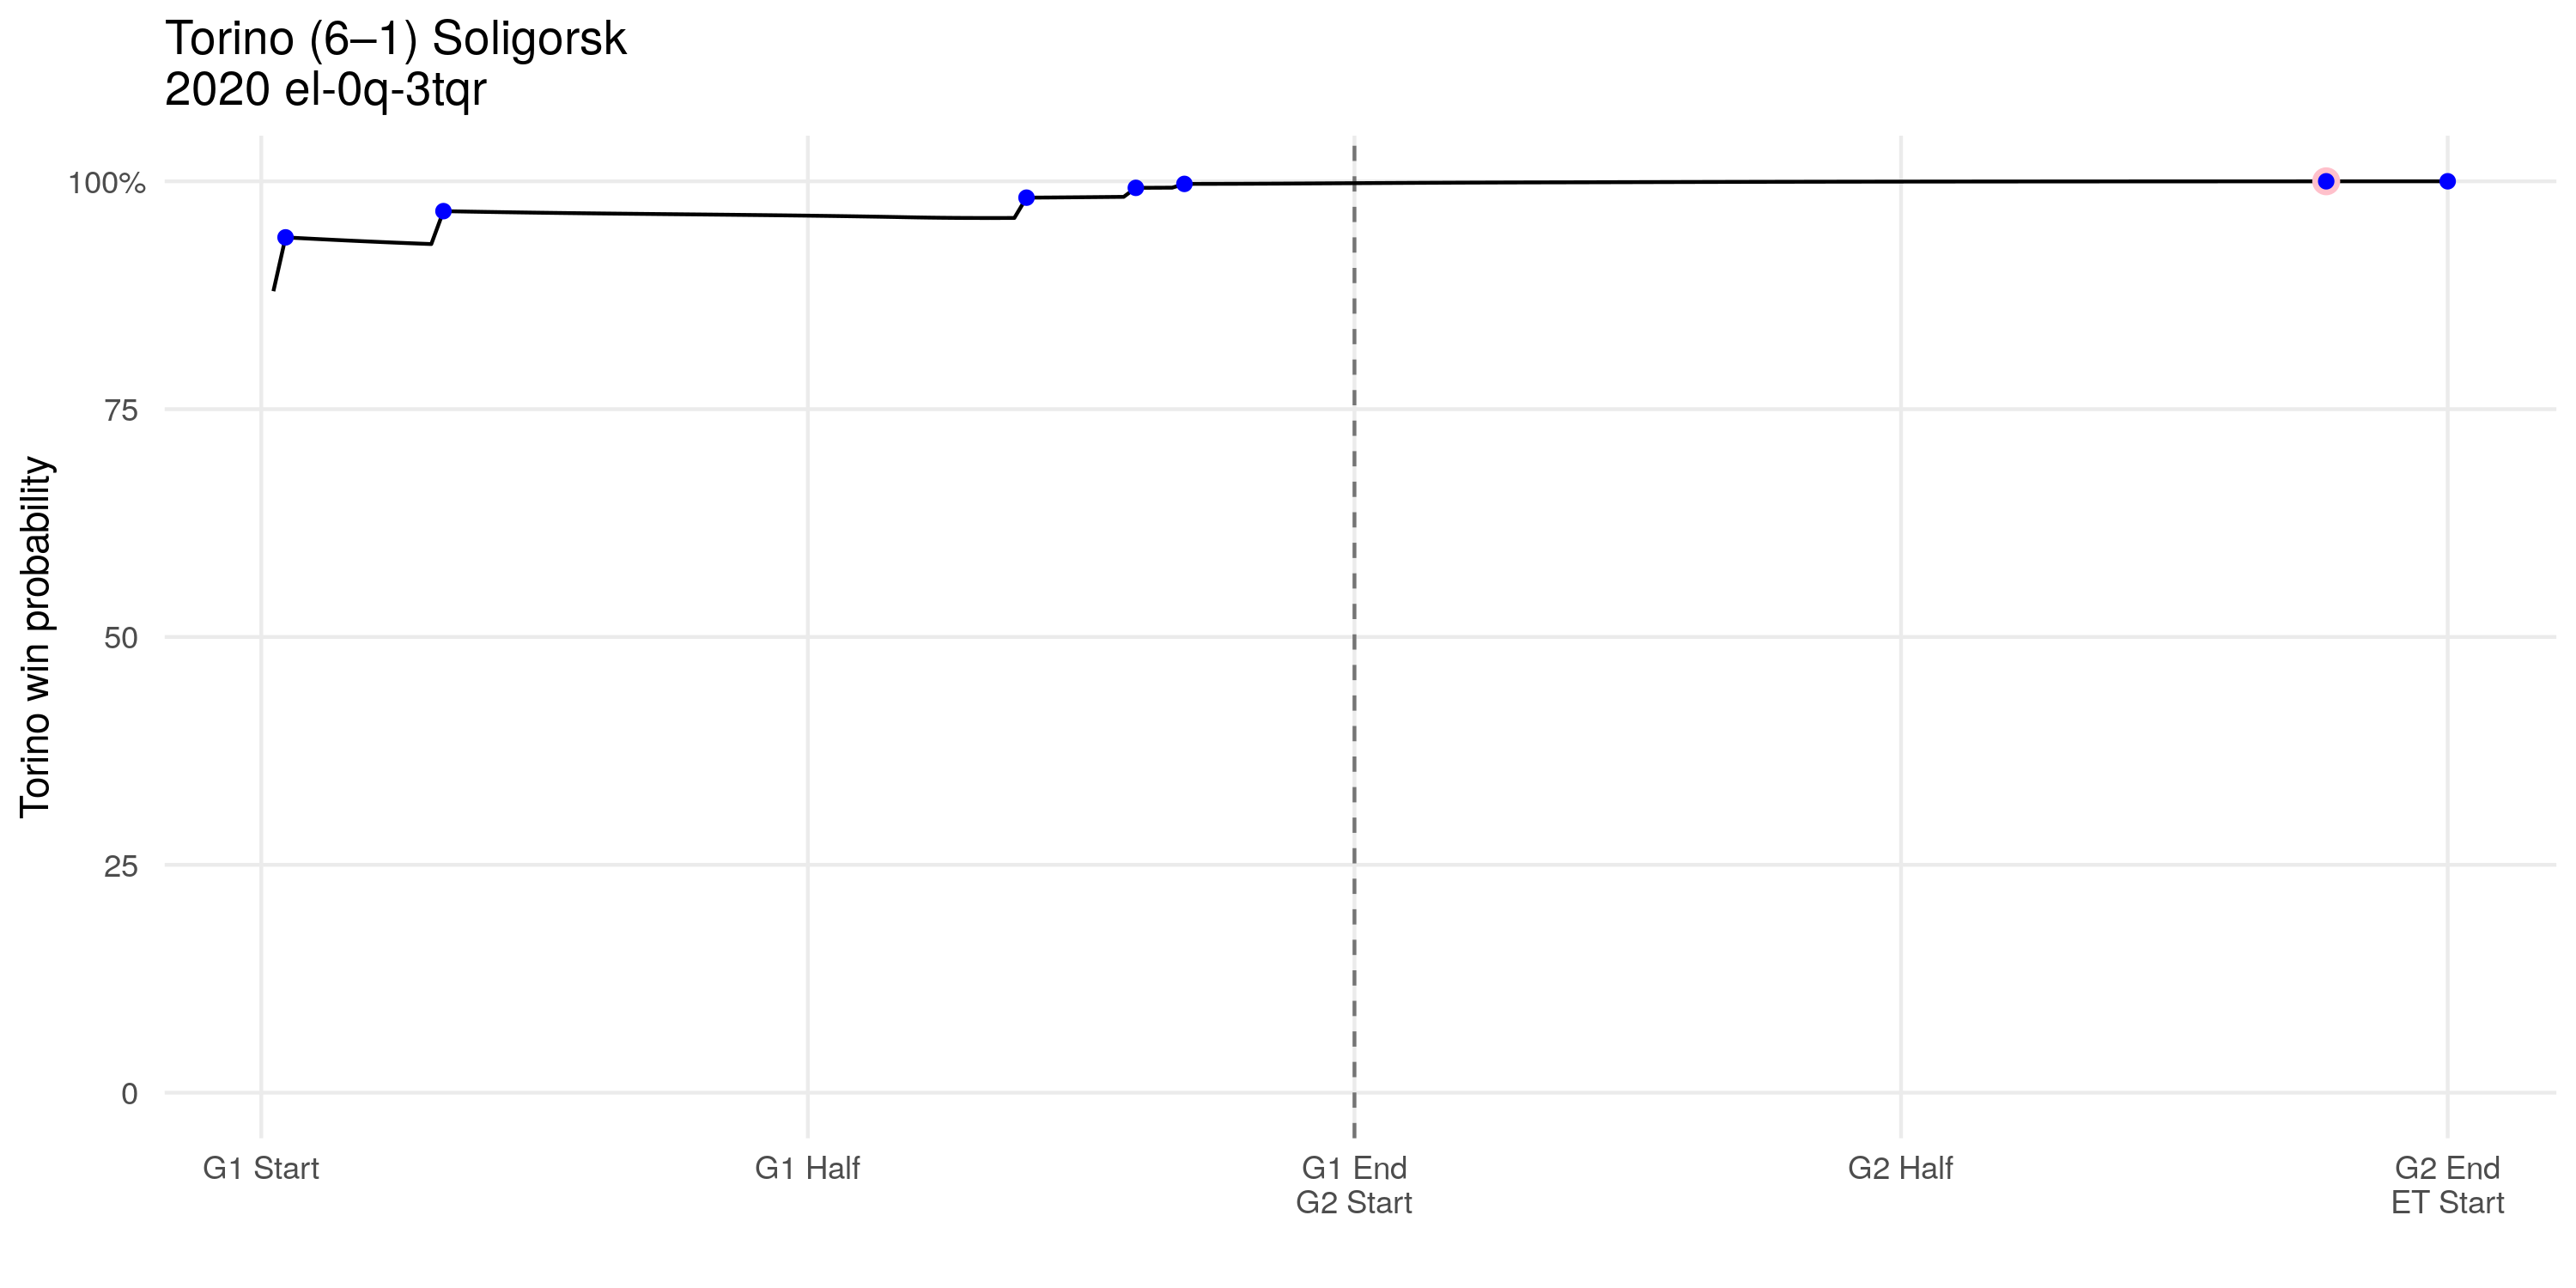 Torino (6–1) Soligorsk
2020 el-0q-3tqr
Torino win probability
100%
75
50
25
0
G1 Start
G1 Half
G1 End
G2 Start
G2 Half
G2 End
ET Start